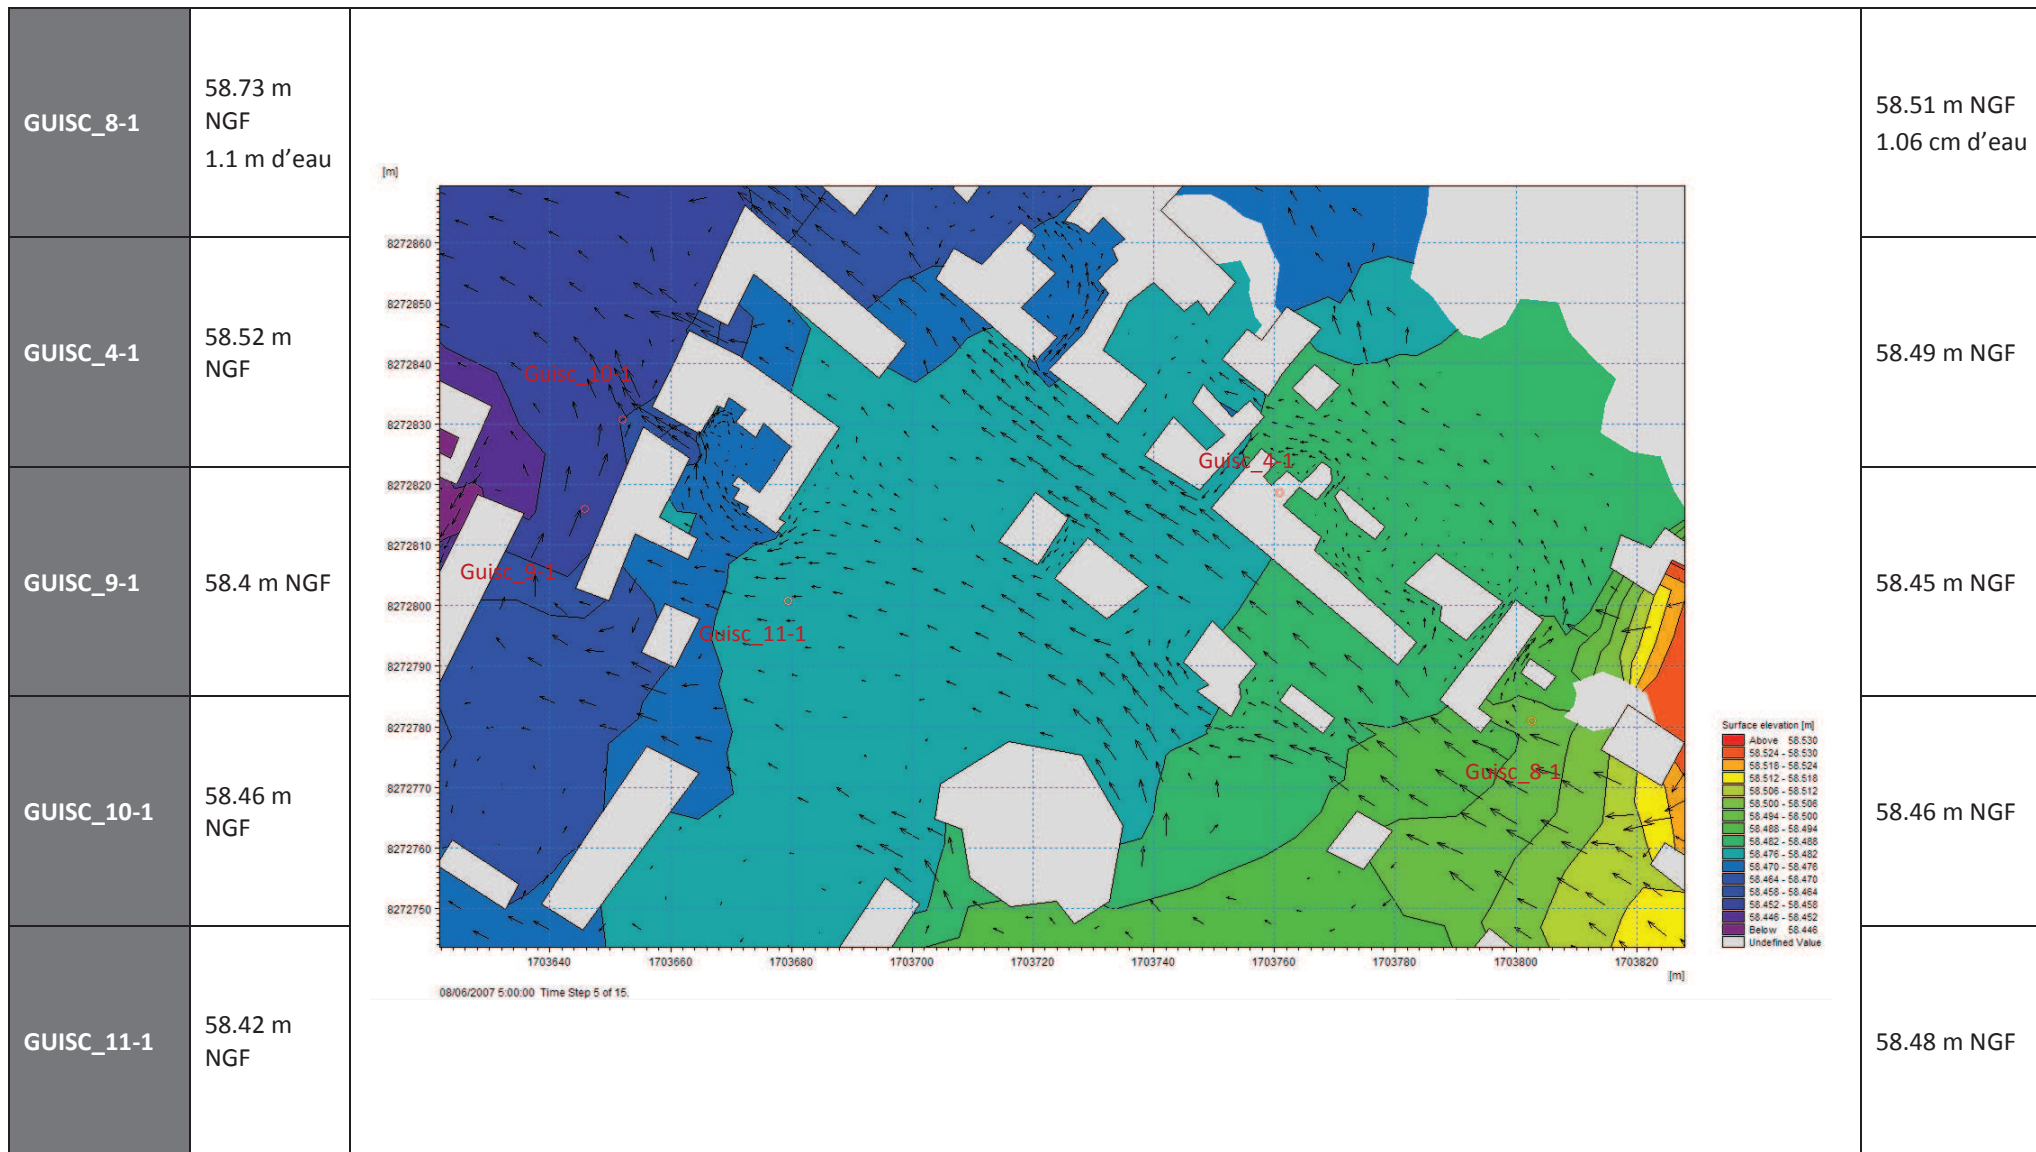 GUISC_8-1
58.73 m
NGF
1.1 m d’eau
58.51 m NGF
1.06 cm d’eau
GUISC_4-1
58.52 m
NGF
58.49 m NGF
GUISC_9-1
58.4 m NGF
58.45 m NGF
GUISC_10-1
58.46 m
NGF
58.46 m NGF
GUISC_11-1
58.42 m
NGF
58.48 m NGF
[m]
8272860
8272850
8272840
8272830
8272820
8272810
8272800
8272790
8272780
8272770
8272760
8272750
Guisc_10-1
Guisc_4-1
Guisc_9-1
Guisc_11-1
Guisc_8-1
1703640 1703660 1703680 1703700 1703720 1703740 1703760 1703780 1703800 1703820
[m]
08/06/2007 5:00:00 Time Step 5 of 15.
Surface elevation [m]
Above 58.530
58.524 - 58.530
58.518 - 58.524
58.512 - 58.518
58.506 - 58.512
58.500 - 58.506
58.494 - 58.500
58.488 - 58.494
58.482 - 58.488
58.476 - 58.482
58.470 - 58.476
58.464 - 58.470
58.458 - 58.464
58.452 - 58.458
58.446 - 58.452
Below 58.446
Undefined Value